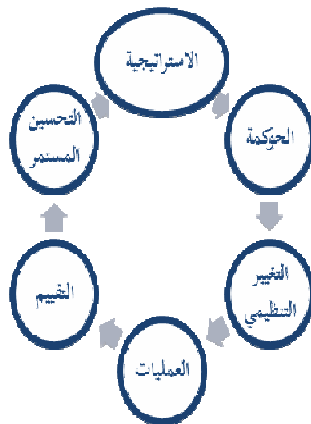 الاستراتيجية
الحوكمة
التغيير
التنظيمي
العمليات
التقييم
التحسين
المستمر